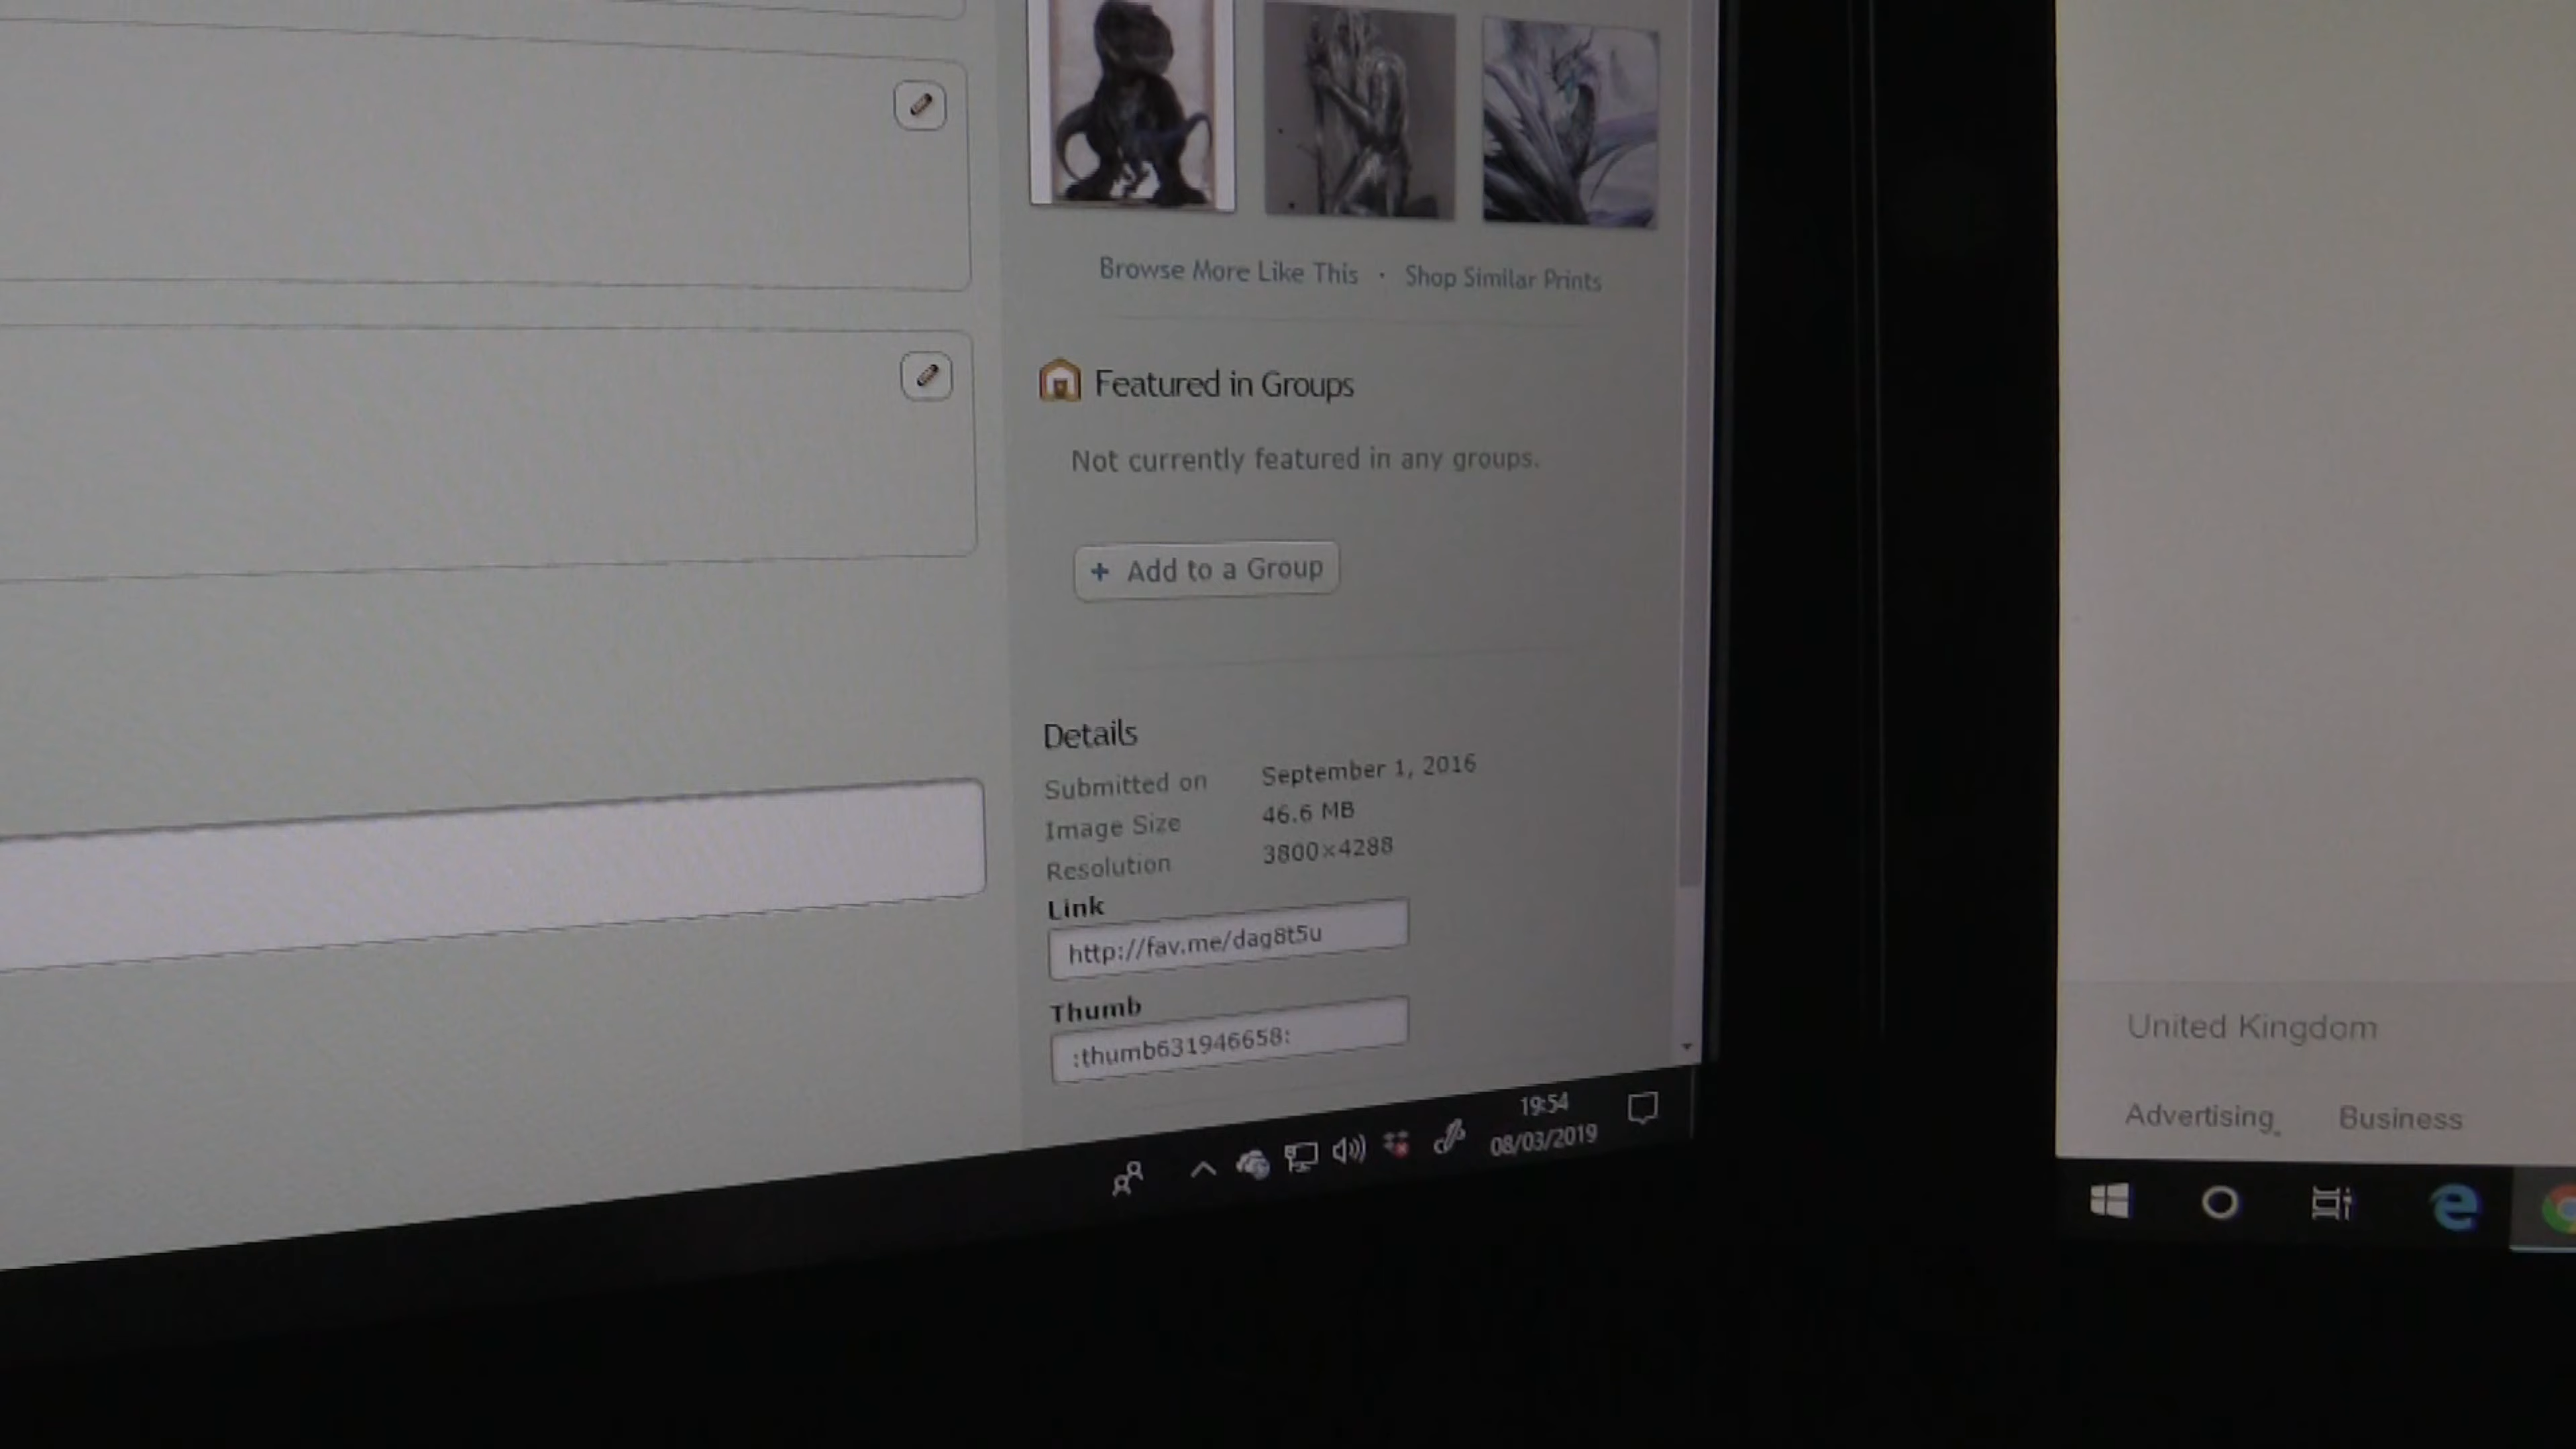 Browse More Like This · Shop Similar Prints
Featured in Groups
Not currently featured in any groups.
+ Add to a Group
Details
Submitted on September 1, 2016
Image Size 46.6 MB
Resolution 3800×4288
Link
http://fav.me/dag8t5u
Thumb
:thumb631946658:
19:54
08/03/2019
United Kingdom
Advertising Business